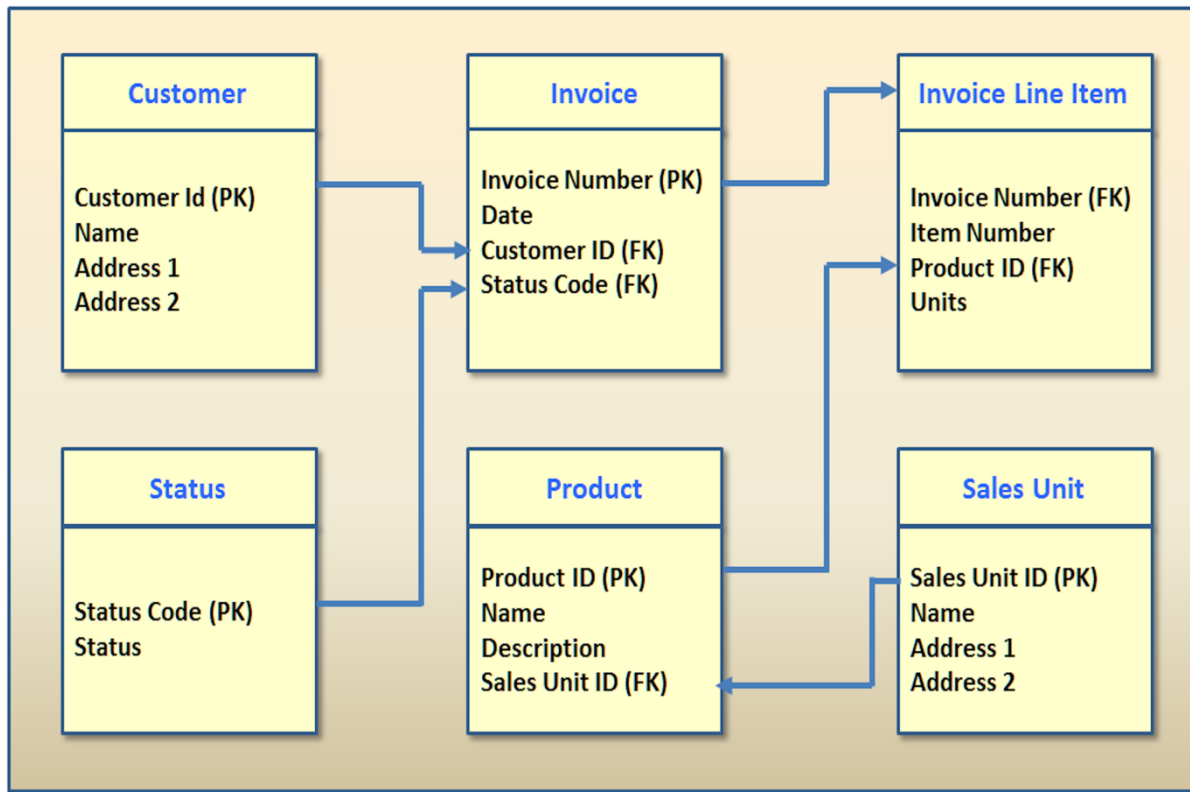 Customer
Customer Id (PK)
Name
Address 1
Address 2
Invoice
Invoice Number (PK)
Date
Customer ID (FK)
Status Code (FK)
Invoice Line Item
Invoice Number (FK)
Item Number
Product ID (FK)
Units
Status
Status Code (PK)
Status
Product
Product ID (PK)
Name
Description
Sales Unit ID (FK)
Sales Unit
Sales Unit ID (PK)
Name
Address 1
Address 2